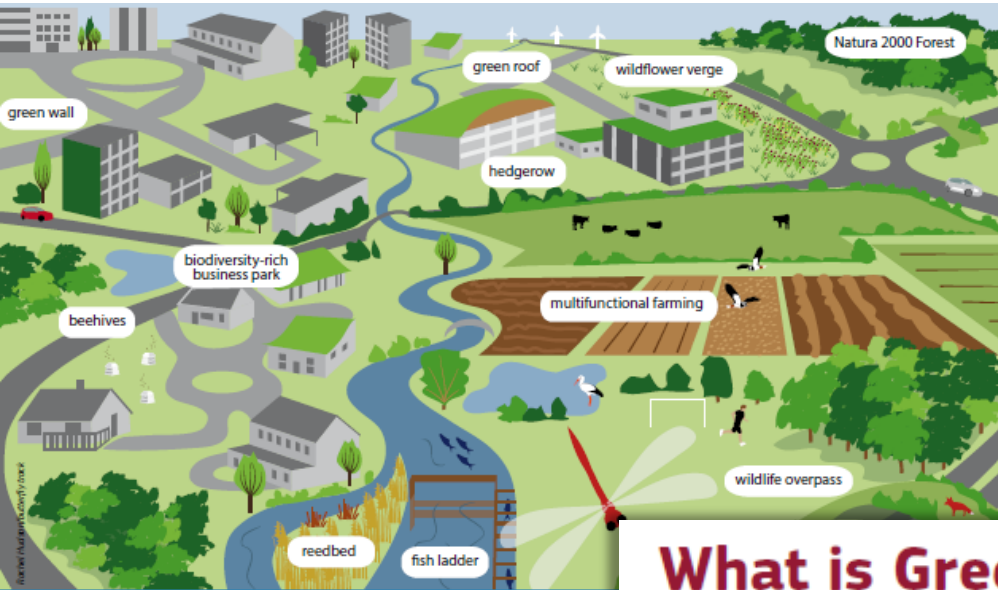 Natura 2000 Forest
green roof
wildflower verge
green wall
hedgerow
biodiversity-rich
business park
multifunctional farming
beehives
wildlife overpass
reedbed
fish ladder
What is Gree